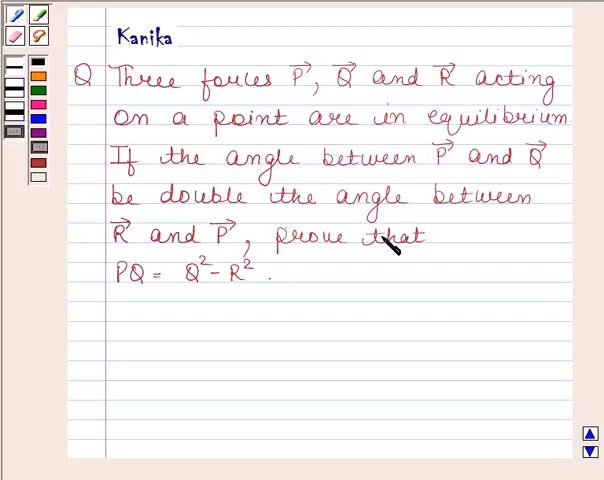 Kanika
Q Three forces P⃗, Q⃗ and R⃗ acting
on a point are in equilibrium.
If the angle between P⃗ and Q⃗
be double the angle between
R⃗ and P⃗, prove that
PQ = Q² - R².